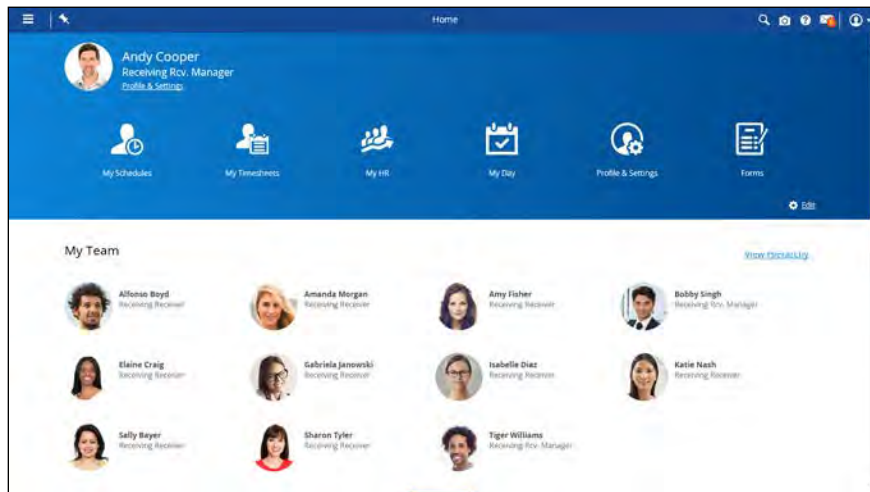 Home
Andy Cooper
Receiving Rcv. Manager
Profile & Settings
My Schedules
My Timesheets
My HR
My Day
Profile & Settings
Forms
Edit
My Team
View Directory
Alfonso Boyd
Receiving Receiver
Amanda Morgan
Receiving Receiver
Amy Fisher
Receiving Receiver
Bobby Singh
Receiving Rcv. Manager
Elaine Craig
Receiving Receiver
Gabriela Janowski
Receiving Receiver
Isabelle Diaz
Receiving Receiver
Katie Nash
Receiving Receiver
Sally Bayer
Receiving Receiver
Sharon Tyler
Receiving Receiver
Tiger Williams
Receiving Rcv. Manager